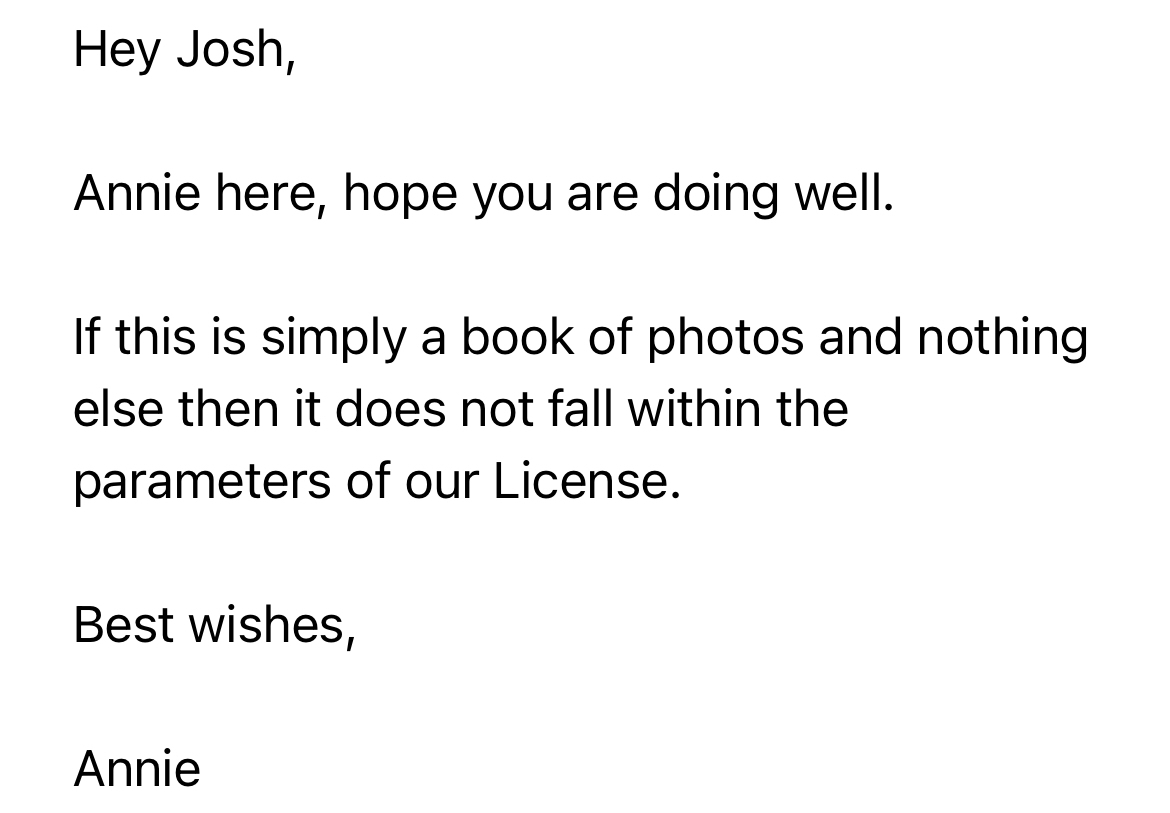 Hey Josh,
Annie here, hope you are doing well.
If this is simply a book of photos and nothing
else then it does not fall within the
parameters of our License.
Best wishes,
Annie